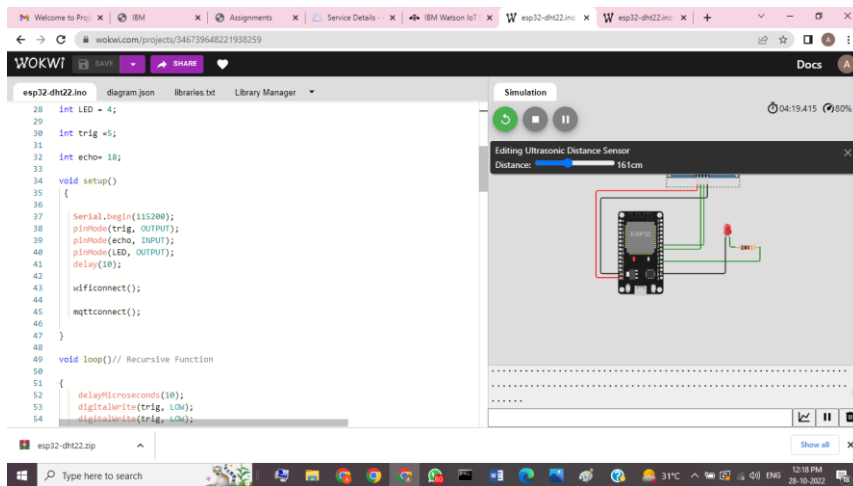 Welcome to Proj
IBM
Assignments
Service Details - I
IBM Watson IoT
esp32-dht22.ino
esp32-dht22.ino
wokwi.com/projects/346739648221938259
WOKWI
SAVE
SHARE
Docs
A
esp32-dht22.ino
diagram.json
libraries.txt
Library Manager
Simulation
28 int LED = 4;
29
30 int trig =5;
31
32 int echo= 18;
33
34 void setup()
35 {
36
37 Serial.begin(115200);
38 pinMode(trig, OUTPUT);
39 pinMode(echo, INPUT);
40 pinMode(LED, OUTPUT);
41 delay(10);
42
43 wificonnect();
44
45 mqttconnect();
46
47 }
48
49 void loop()// Recursive Function
50
51 {
52 delayMicroseconds(10);
53 digitalWrite(trig, LOW);
54 digitalWrite(trig, LOW);
04:19.415
80%
Editing Ultrasonic Distance Sensor
Distance:
161cm
ESP32
esp32-dht22.zip
Show all
Type here to search
31°C
ENG
12:18 PM
28-10-2022